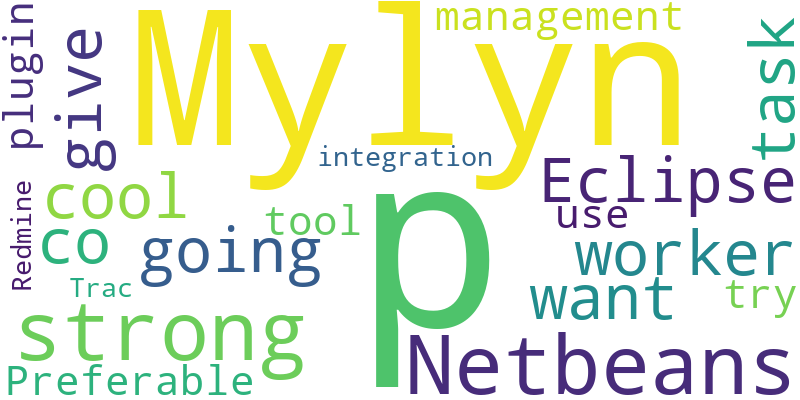 plugin
give
Mylyn
management
task
integration
Eclipse
cool
Redmine
tool
p
use
co
going
worker
Trac
want
try
strong
Netbeans
Preferable